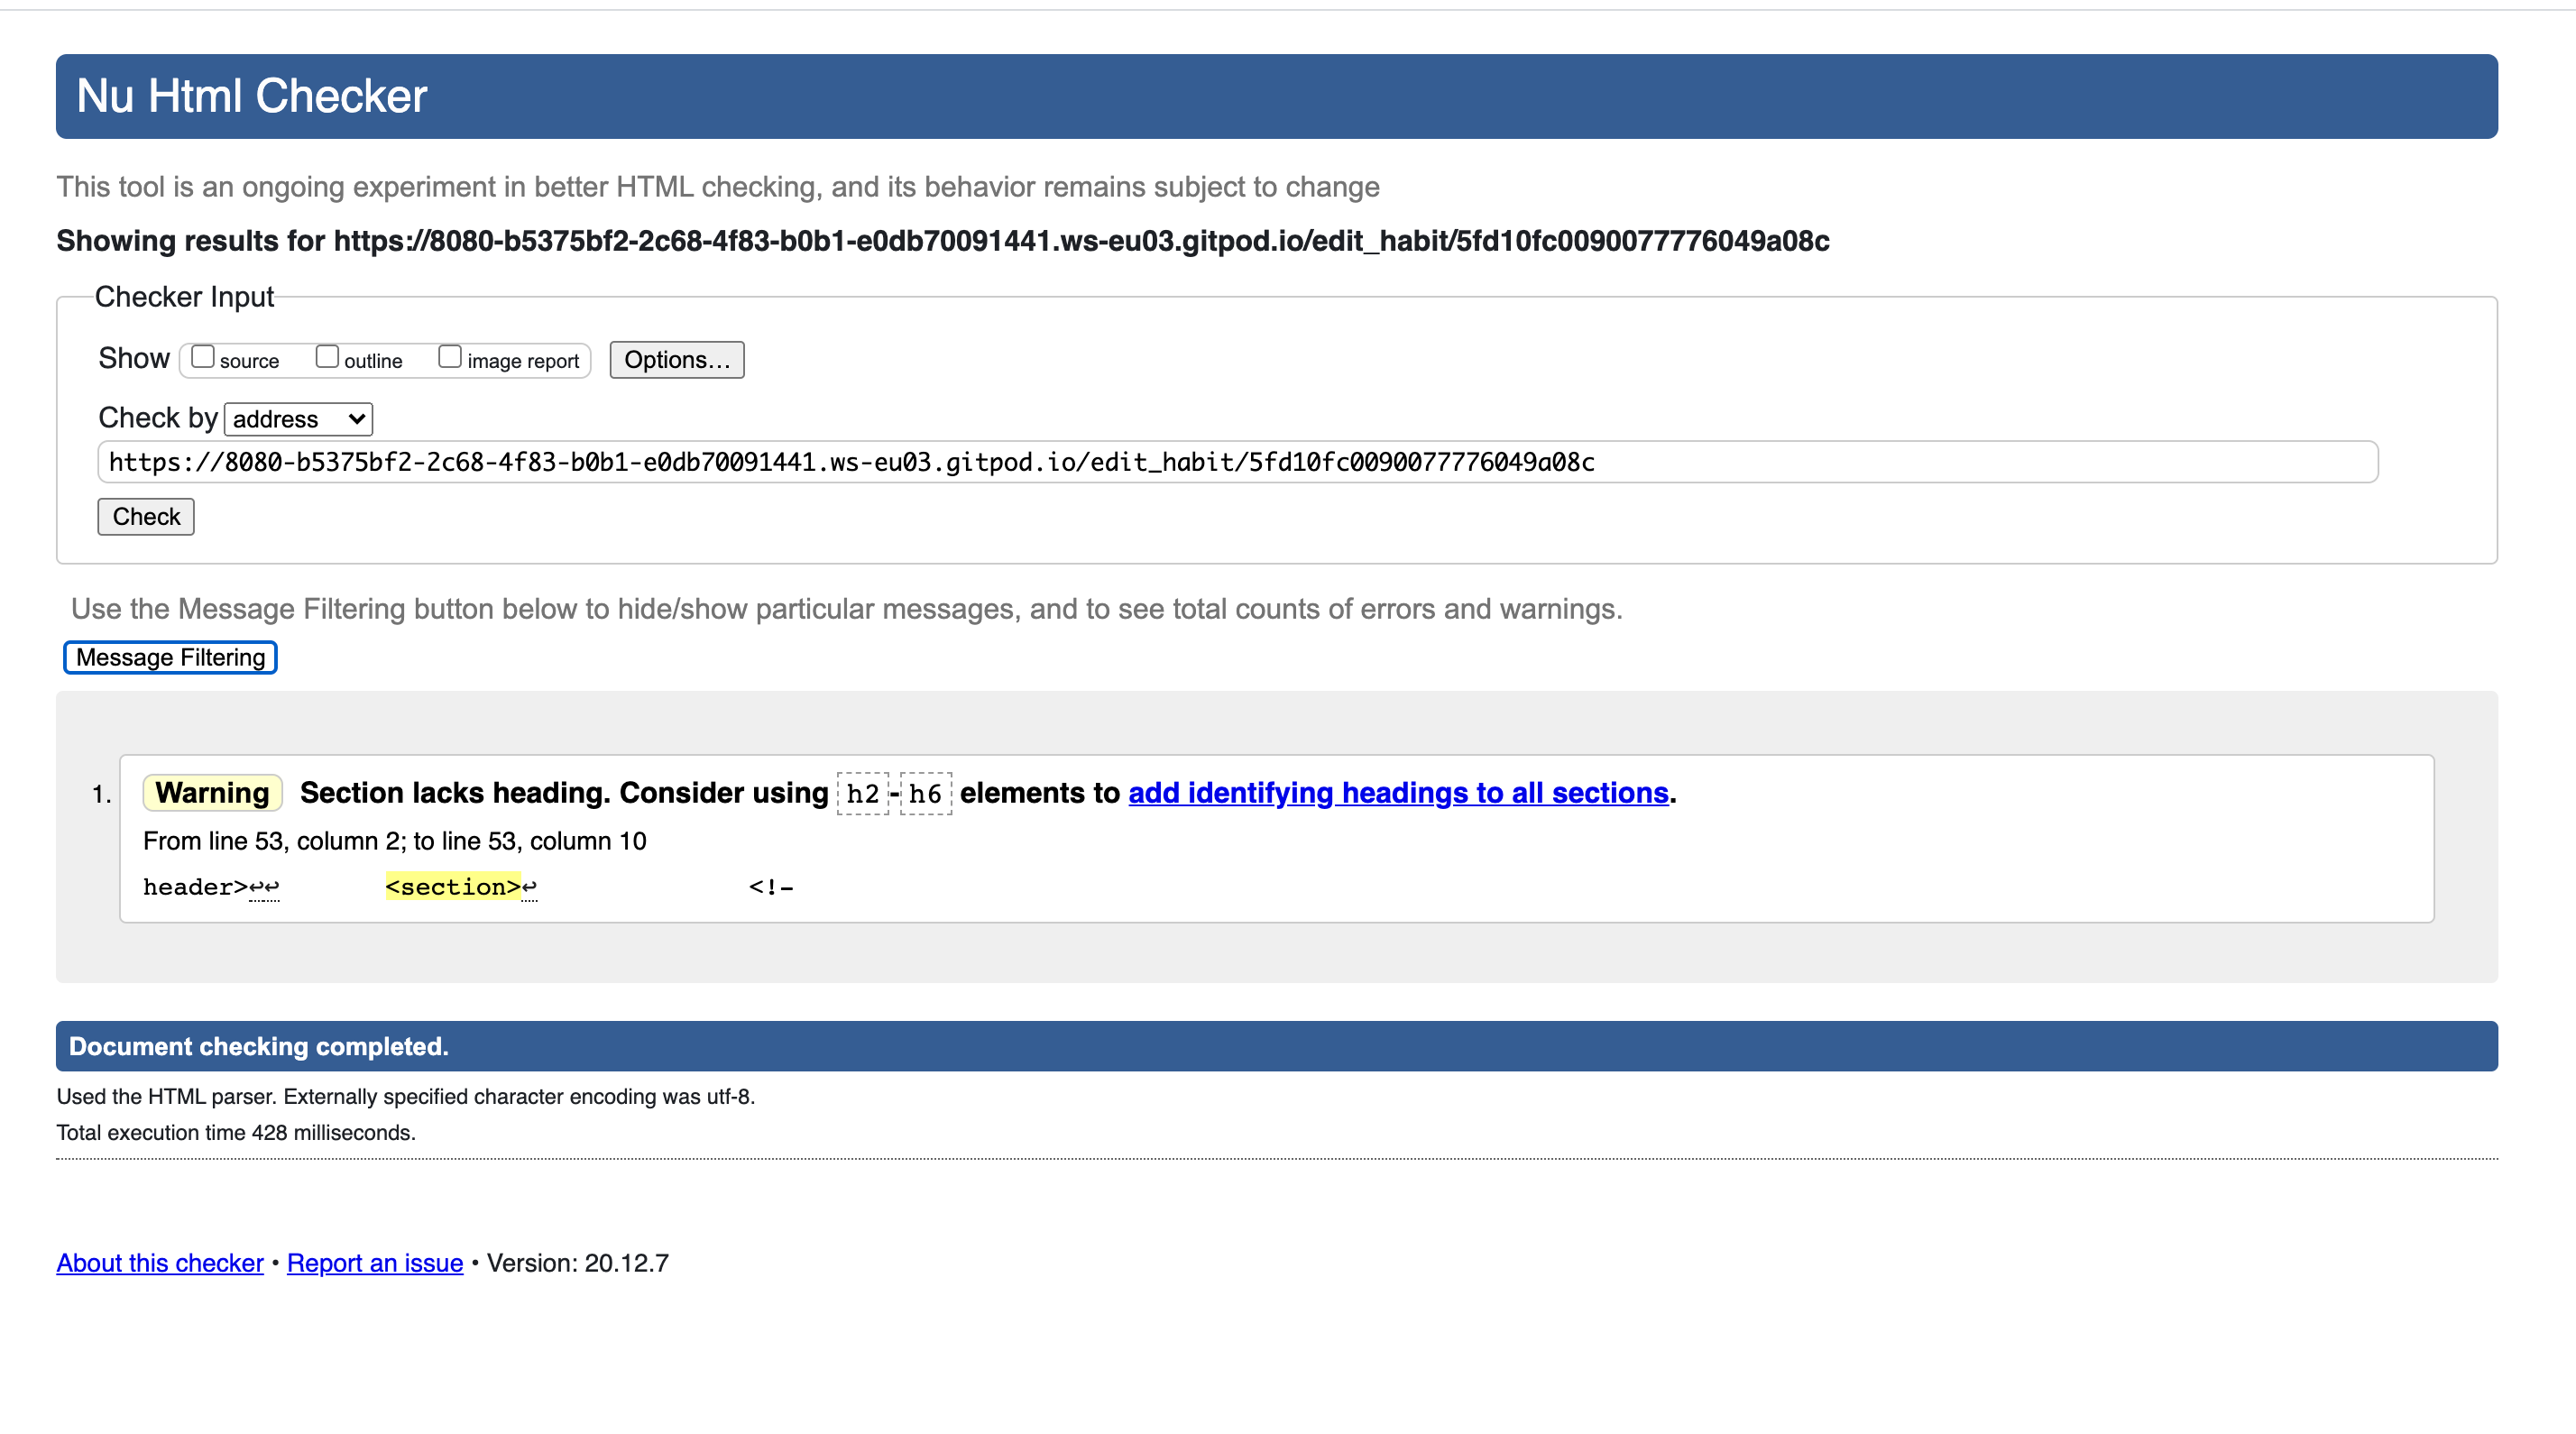 Nu Html Checker
This tool is an ongoing experiment in better HTML checking, and its behavior remains subject to change
Showing results for https://8080-b5375bf2-2c68-4f83-b0b1-e0db70091441.ws-eu03.gitpod.io/edit_habit/5fd10fc0090077776049a08c
Checker Input
Show source outline image report Options...
Check by address
https://8080-b5375bf2-2c68-4f83-b0b1-e0db70091441.ws-eu03.gitpod.io/edit_habit/5fd10fc0090077776049a08c
Check
Use the Message Filtering button below to hide/show particular messages, and to see total counts of errors and warnings.
Message Filtering
1. Warning Section lacks heading. Consider using h2-h6 elements to add identifying headings to all sections.
From line 53, column 2; to line 53, column 10
header>↩↩ <section>↩ <!–
Document checking completed.
Used the HTML parser. Externally specified character encoding was utf-8.
Total execution time 428 milliseconds.
About this checker • Report an issue • Version: 20.12.7